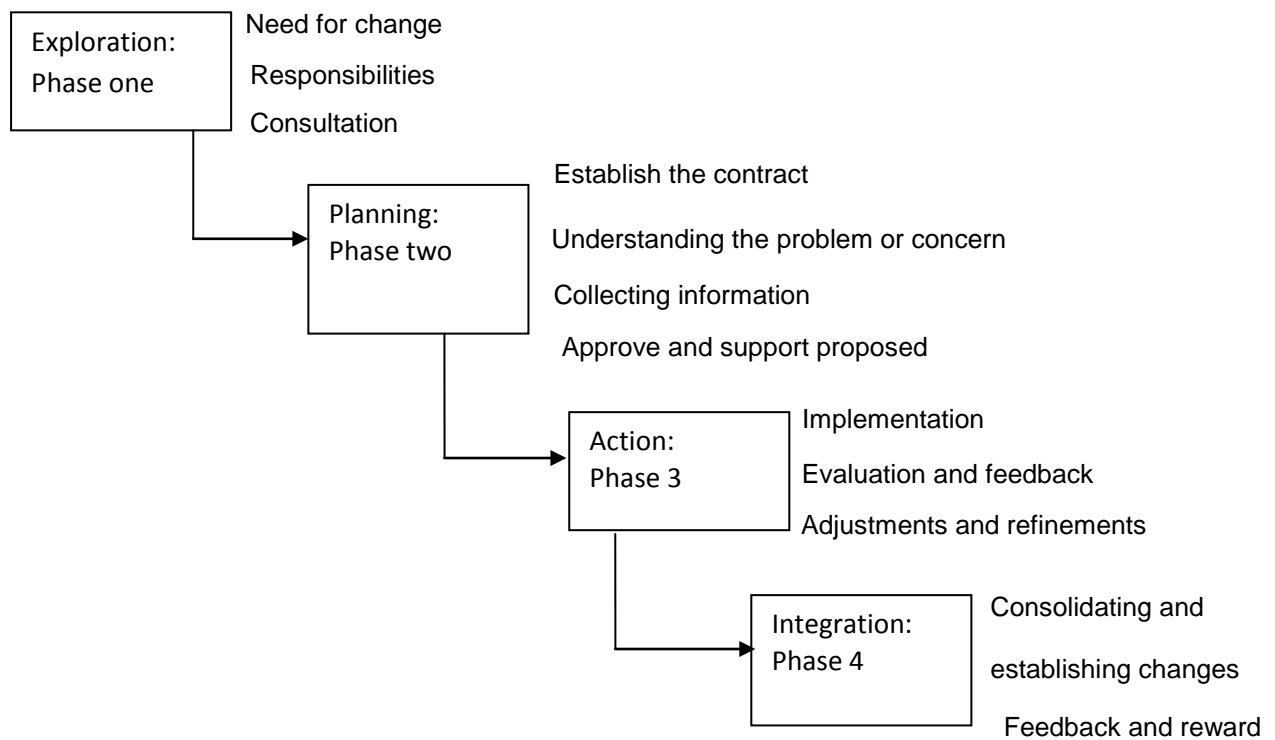 Exploration:
Phase one
Need for change
Responsibilities
Consultation
Planning:
Phase two
Establish the contract
Understanding the problem or concern
Collecting information
Approve and support proposed
Action:
Phase 3
Implementation
Evaluation and feedback
Adjustments and refinements
Integration:
Phase 4
Consolidating and
establishing changes
Feedback and reward